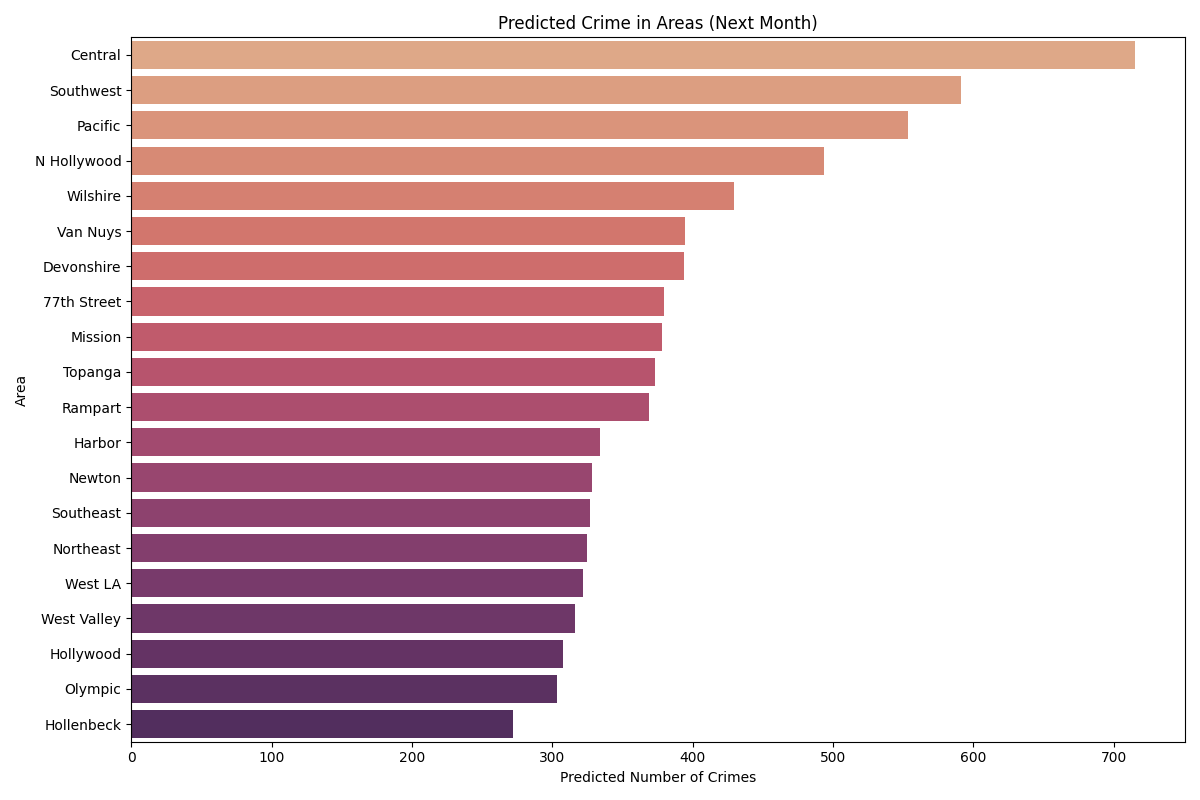 Predicted Crime in Areas (Next Month)
Central
Southwest
Pacific
N Hollywood
Wilshire
Van Nuys
Devonshire
77th Street
Mission
Topanga
Rampart
Harbor
Newton
Southeast
Northeast
West LA
West Valley
Hollywood
Olympic
Hollenbeck
Area
0 100 200 300 400 500 600 700
Predicted Number of Crimes